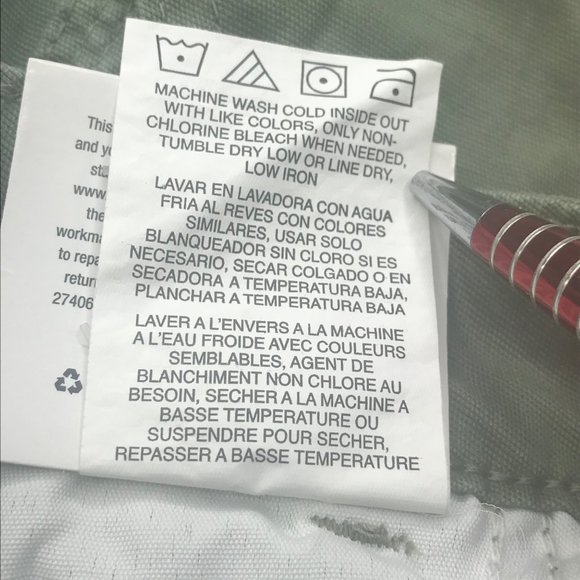 MACHINE WASH COLD INSIDE OUT
WITH LIKE COLORS, ONLY NON-
CHLORINE BLEACH WHEN NEEDED,
TUMBLE DRY LOW OR LINE DRY,
LOW IRON
LAVAR EN LAVADORA CON AGUA
FRIA AL REVES CON COLORES
SIMILARES, USAR SOLO
BLANQUEADOR SIN CLORO SI ES
NECESARIO, SECAR COLGADO O EN
SECADORA A TEMPERATURA BAJA,
PLANCHAR A TEMPERATURA BAJA
LAVER A L'ENVERS A LA MACHINE
A L'EAU FROIDE AVEC COULEURS
SEMBLABLES, AGENT DE
BLANCHIMENT NON CHLORE AU
BESOIN, SECHER A LA MACHINE A
BASSE TEMPERATURE OU
SUSPENDRE POUR SECHER,
REPASSER A BASSE TEMPERATURE
This
and
www.
the
to
27406